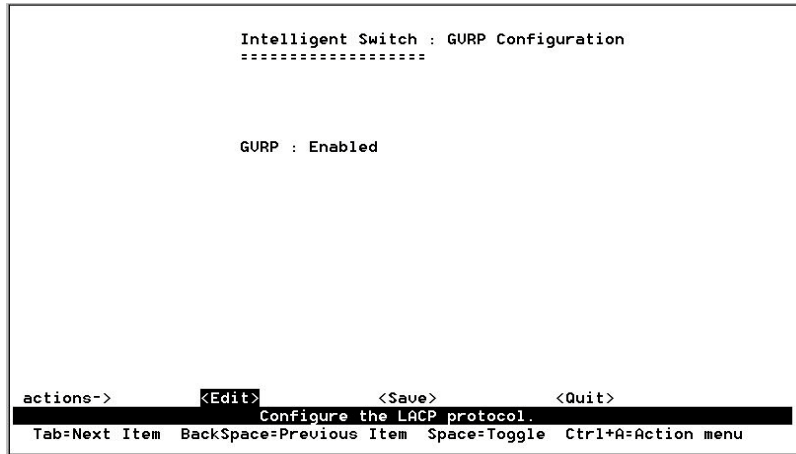 Intelligent Switch : GVRP Configuration
===================
GVRP : Enabled
actions-> <Edit> <Save> <Quit>
Configure the LACP protocol.
Tab=Next Item BackSpace=Previous Item Space=Toggle Ctrl+A=Action menu